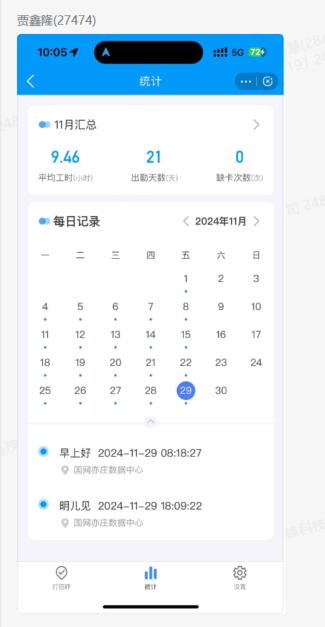 贾鑫隆(27474)
10:05 5G 72
统计
11月汇总
9.46 21 0
平均工时(小时) 出勤天数(天) 缺卡次数(次)
每日记录 2024年11月
一 二 三 四 五 六 日
1 2 3
4 5 6 7 8 9 10
11 12 13 14 15 16 17
18 19 20 21 22 23 24
25 26 27 28 29 30
早上好 2024-11-29 08:18:27
国网亦庄数据中心
明儿见 2024-11-29 18:09:22
国网亦庄数据中心
打招呼 统计 设置